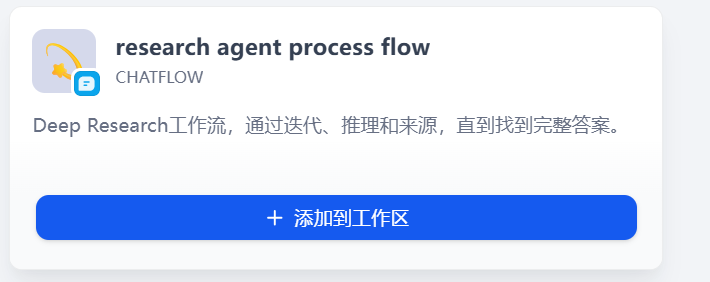 research agent process flow
CHATFLOW
Deep Research工作流，通过迭代、推理和来源，直到找到完整答案。
+ 添加到工作区